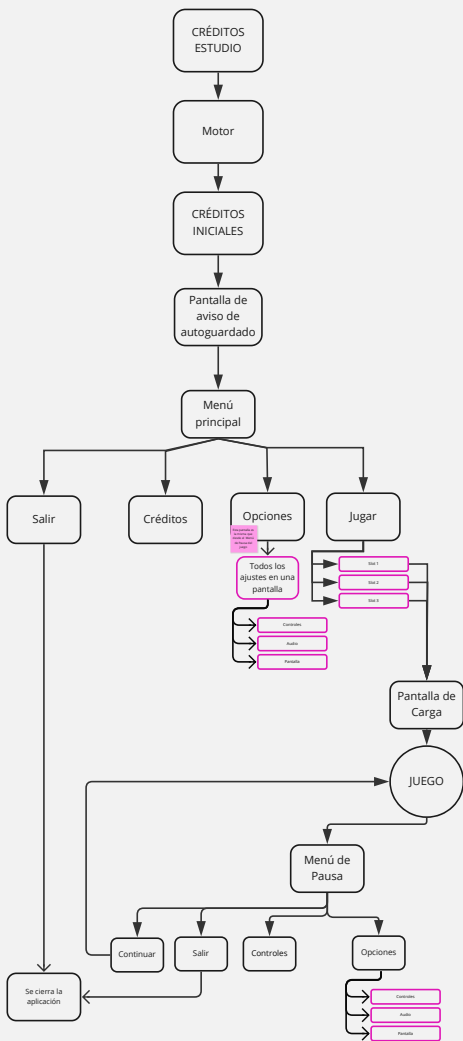 CRÉDITOS
ESTUDIO
Motor
CRÉDITOS
INICIALES
Pantalla de
aviso de
autoguardado
Menú
principal
Salir
Créditos
Opciones
Jugar
Todos los
ajustes en una
pantalla
Controles
Audio
Pantalla
Slot 1
Slot 2
Slot 3
Pantalla de
Carga
JUEGO
Menú de
Pausa
Continuar
Salir
Controles
Opciones
Se cierra la
aplicación
Controles
Audio
Pantalla